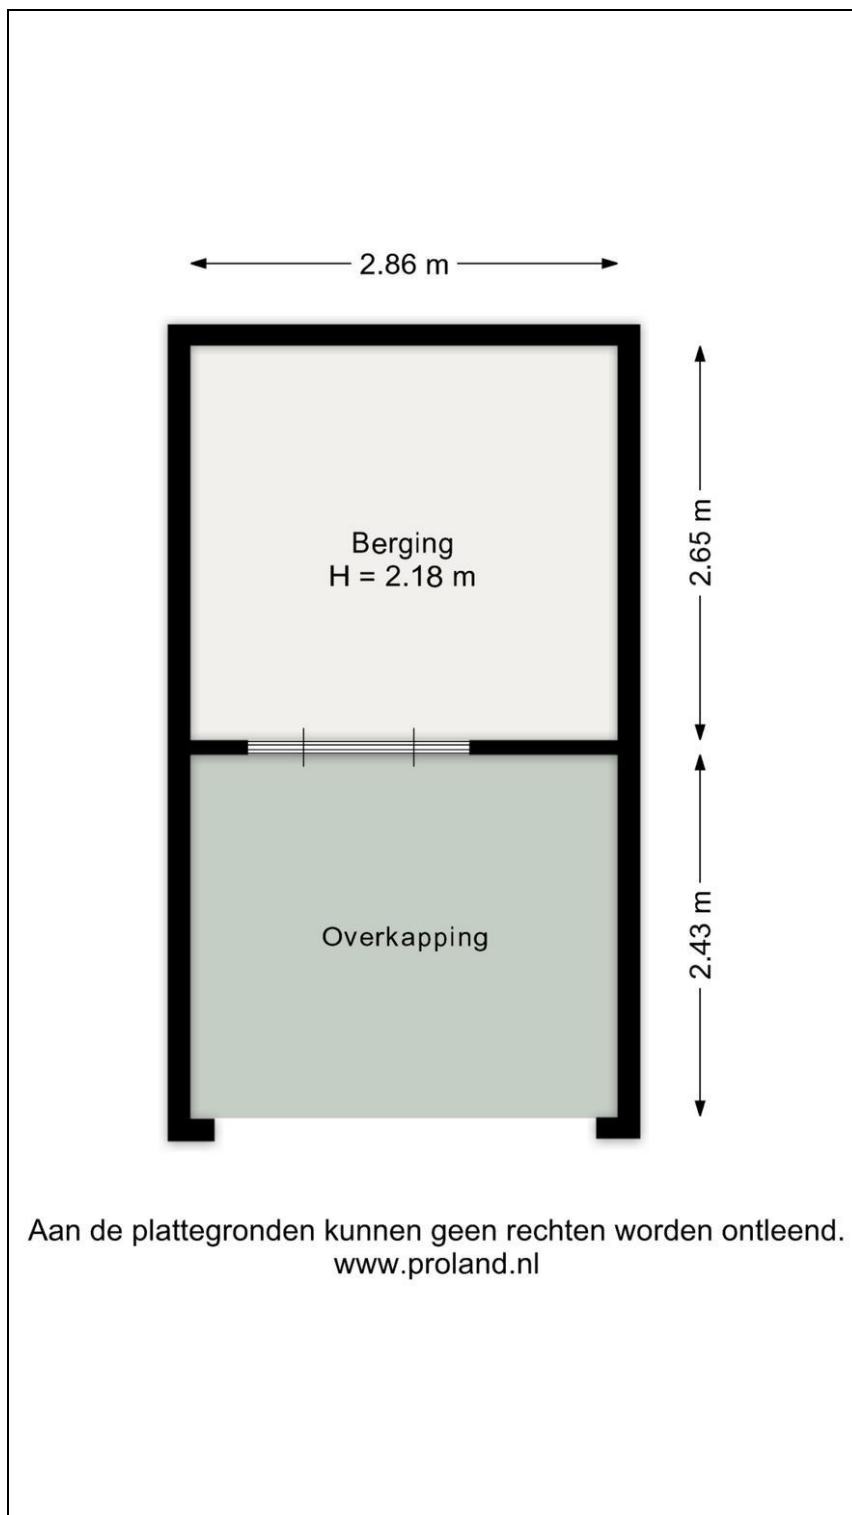 2.86 m
Berging
H = 2.18 m
2.65 m
Overkapping
2.43 m
Aan de plattegronden kunnen geen rechten worden ontleend.
www.proland.nl